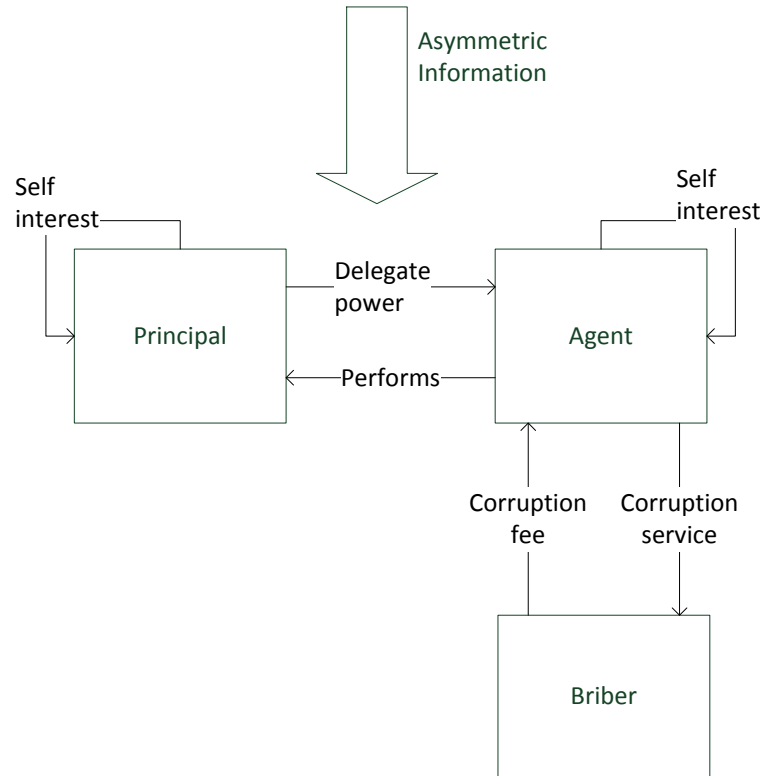 Asymmetric
Information
Self
interest
Self
interest
Delegate
power
Principal
Agent
Performs
Corruption
fee
Corruption
service
Briber